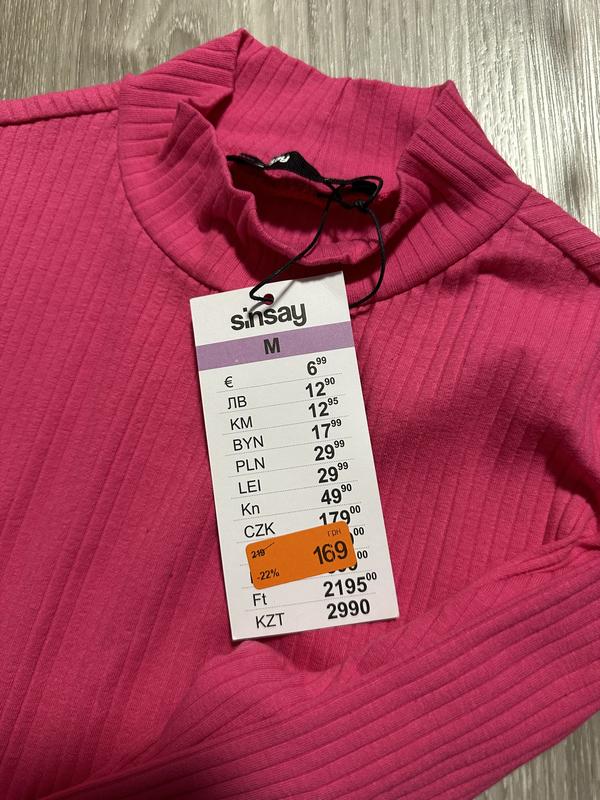 sinsay
M
€ 6⁹⁹
ЛВ 12⁹⁰
KM 12⁹⁵
BYN 17⁹⁹
PLN 29⁹⁹
LEI 29⁹⁹
Kn 49⁹⁰
CZK 179⁰⁰
грн
219
169
-22%
Ft 2195⁰⁰
KZT 2990